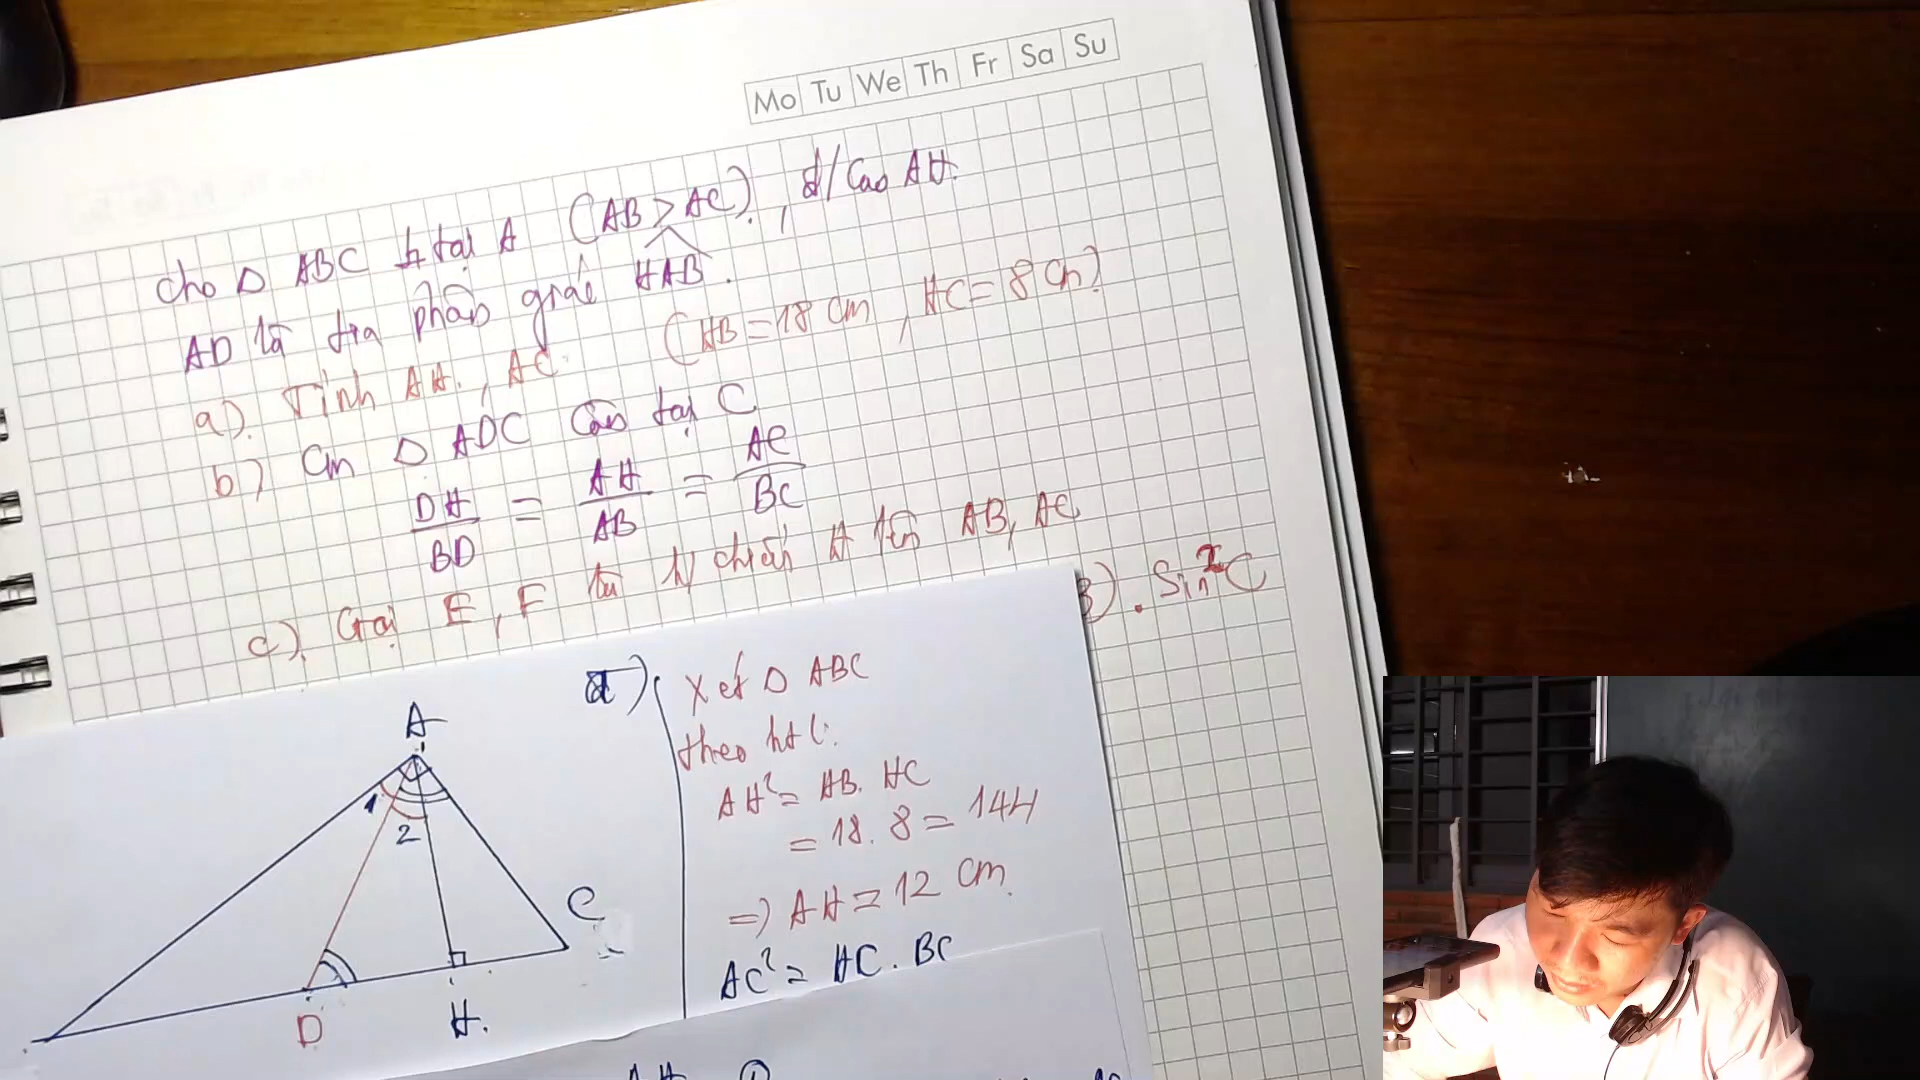 Mo Tu We Th Fr Sa Su
Cho Δ ABC ⊥ tại A (AB > AC), đ/cao AH.
AD là tia phân giác HAB.
a). Tính AH, AC. (HB = 18 cm, HC = 8 cm)
b) Cm Δ ADC cân tại C
DH/BD = AH/AB = AC/BC
c). Gọi E, F là h/chiếu H lên AB, AC
B). Sin²C
a)
Xét Δ ABC
theo htl:
AH² = HB. HC
= 18. 8 = 144
=> AH = 12 cm.
AC² = HC. BC
A
1
2
C
D
H.